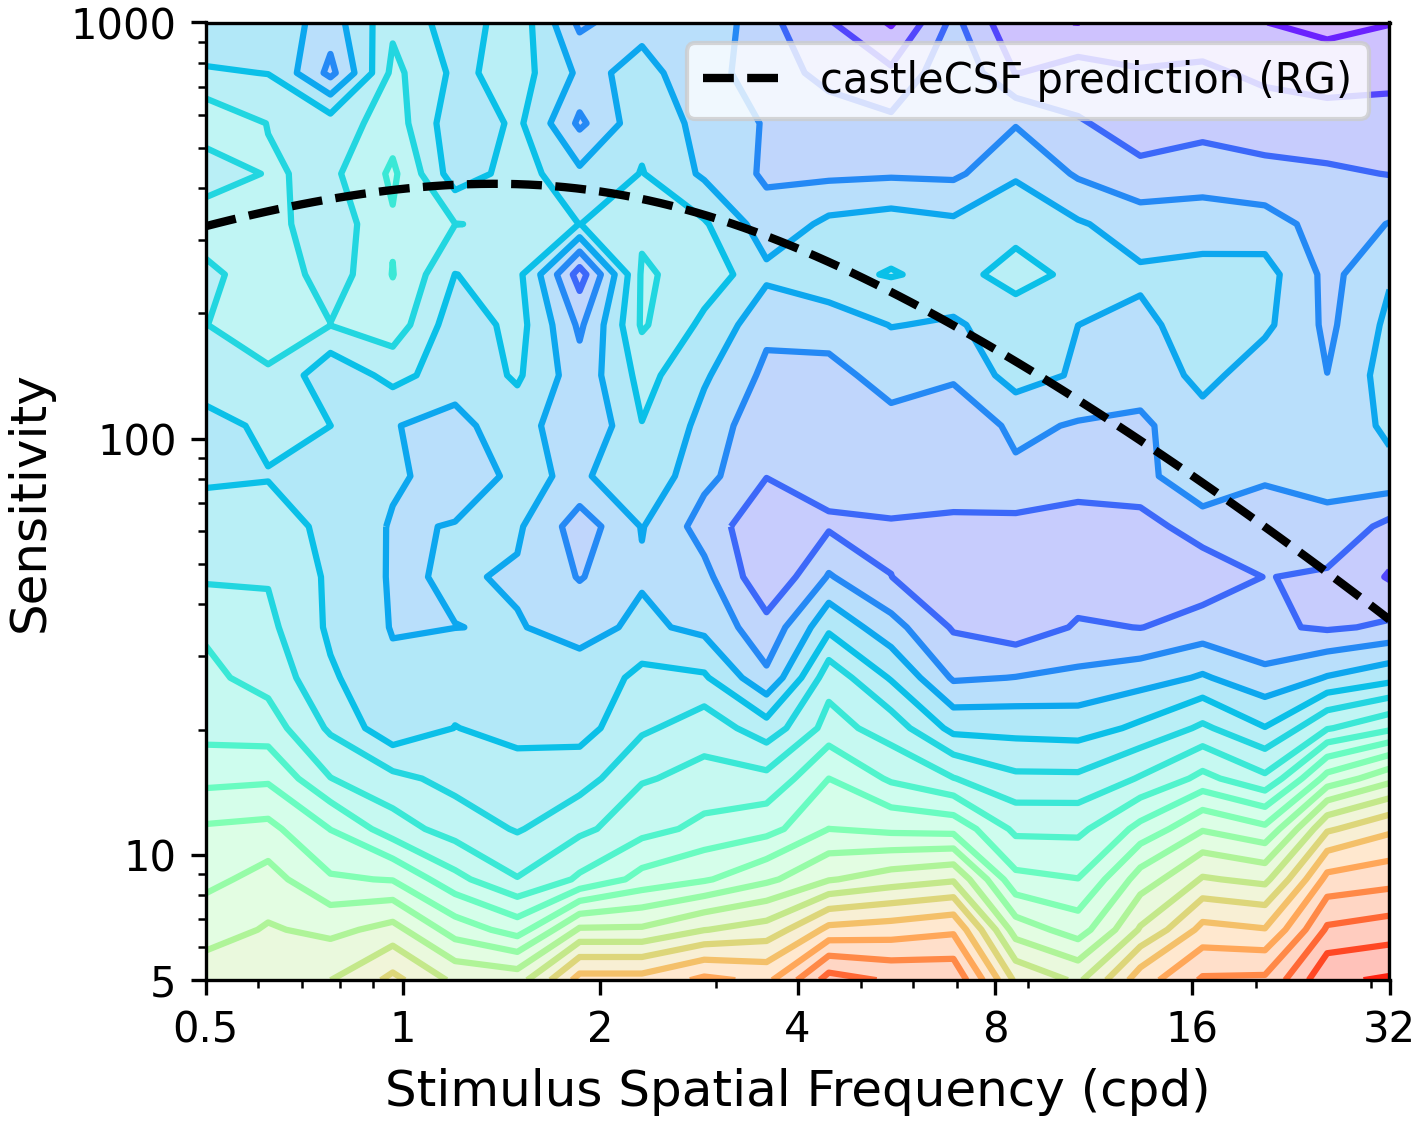 1000
castleCSF prediction (RG)
Sensitivity
100
10
5
0.5 1 2 4 8 16 32
Stimulus Spatial Frequency (cpd)